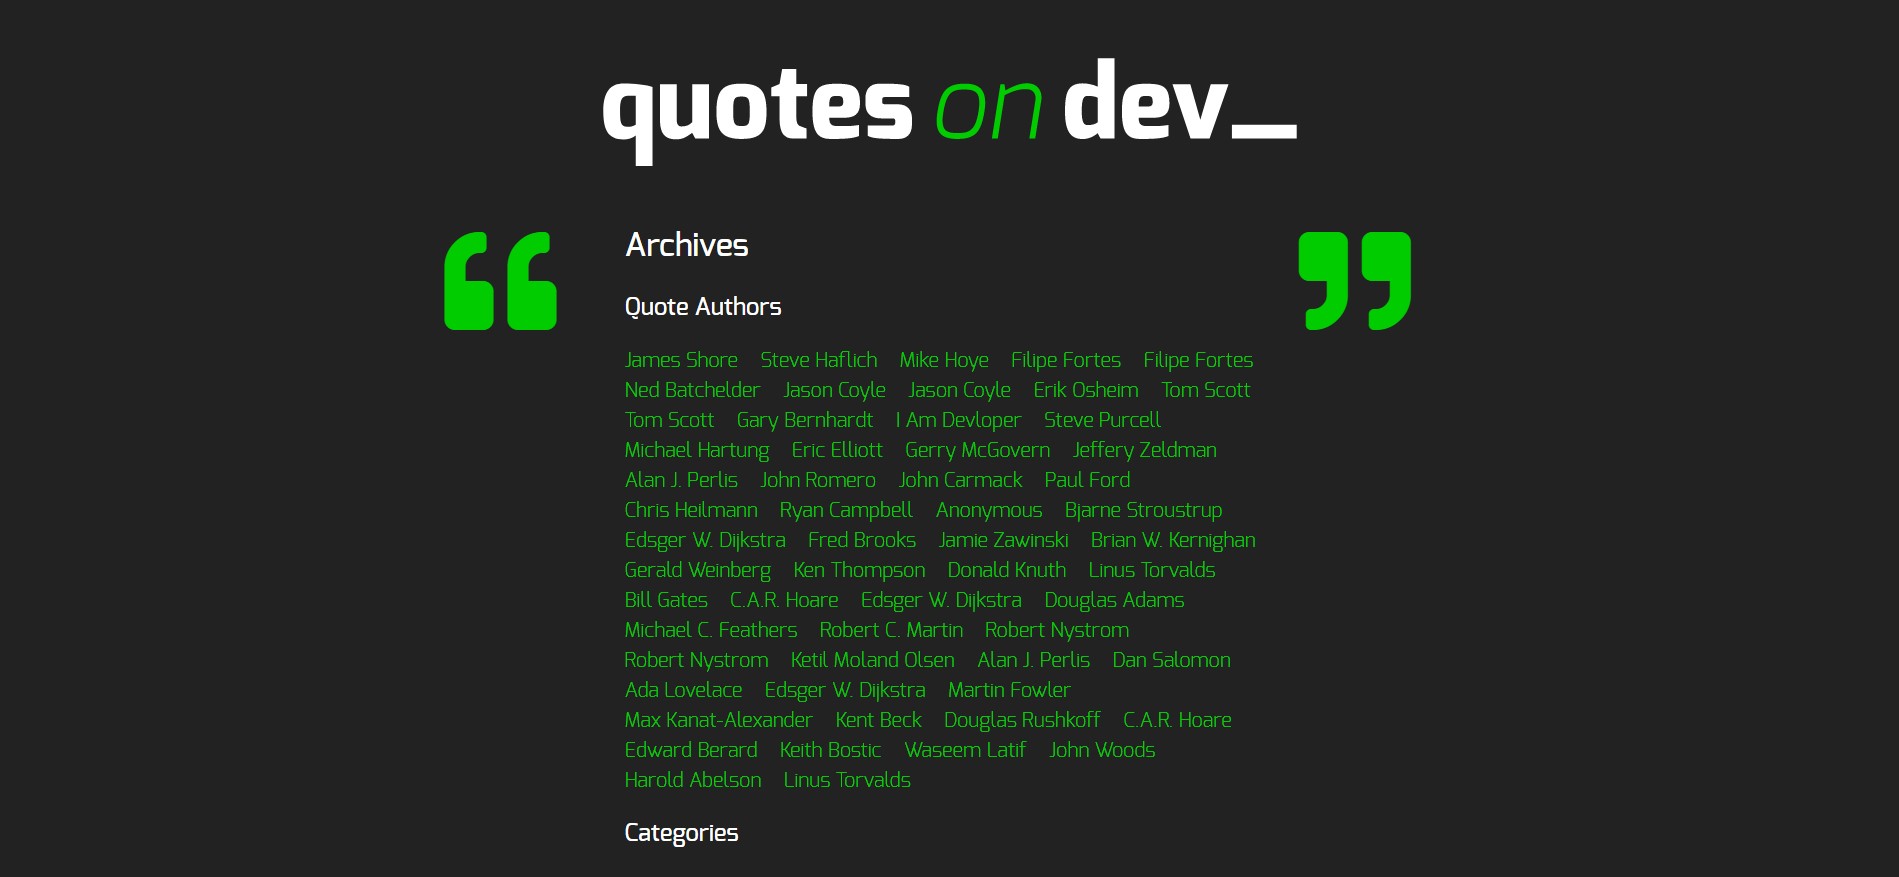 quotes on dev_
Archives
Quote Authors
James Shore Steve Haflich Mike Hoye Filipe Fortes Filipe Fortes
Ned Batchelder Jason Coyle Jason Coyle Erik Osheim Tom Scott
Tom Scott Gary Bernhardt I Am Devloper Steve Purcell
Michael Hartung Eric Elliott Gerry McGovern Jeffery Zeldman
Alan J. Perlis John Romero John Carmack Paul Ford
Chris Heilmann Ryan Campbell Anonymous Bjarne Stroustrup
Edsger W. Dijkstra Fred Brooks Jamie Zawinski Brian W. Kernighan
Gerald Weinberg Ken Thompson Donald Knuth Linus Torvalds
Bill Gates C.A.R. Hoare Edsger W. Dijkstra Douglas Adams
Michael C. Feathers Robert C. Martin Robert Nystrom
Robert Nystrom Ketil Moland Olsen Alan J. Perlis Dan Salomon
Ada Lovelace Edsger W. Dijkstra Martin Fowler
Max Kanat-Alexander Kent Beck Douglas Rushkoff C.A.R. Hoare
Edward Berard Keith Bostic Waseem Latif John Woods
Harold Abelson Linus Torvalds
Categories